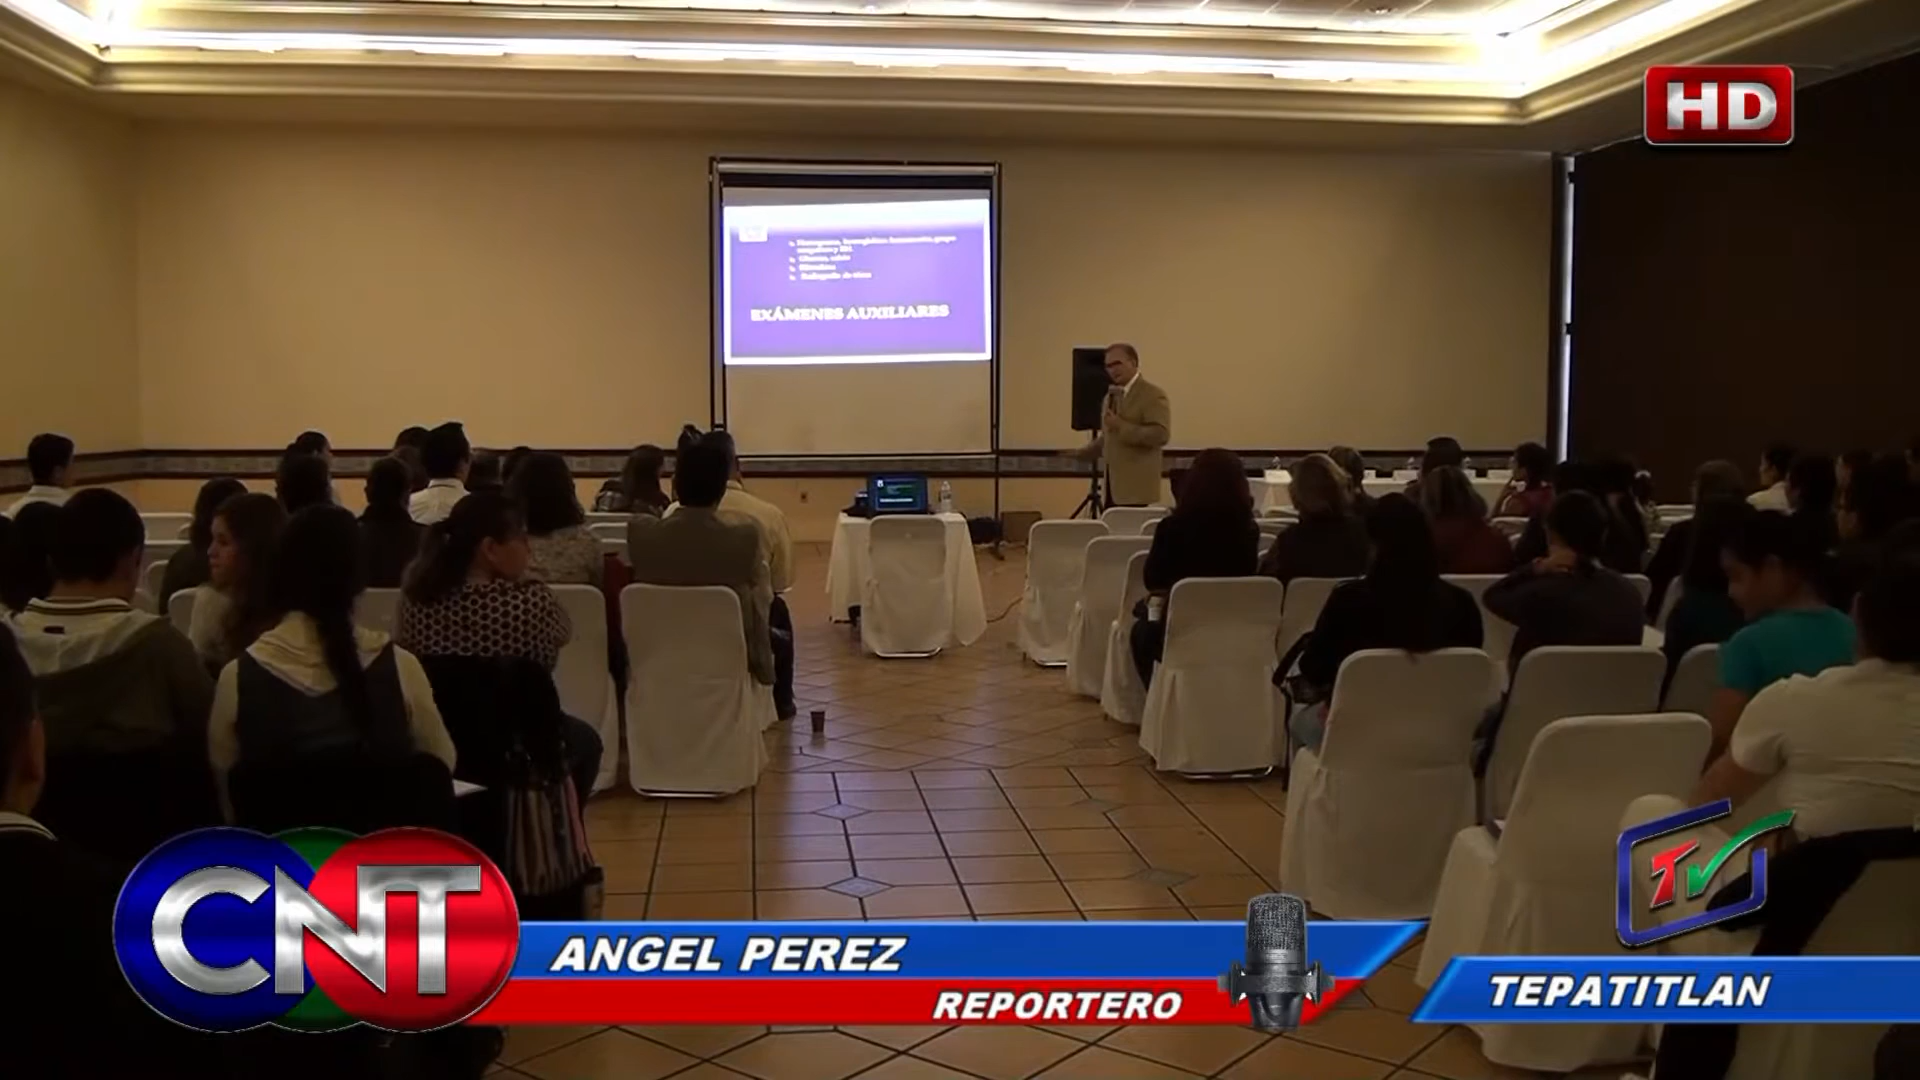 HD
EXÁMENES AUXILIARES
CNT
ANGEL PEREZ
REPORTERO
TV
TEPATITLAN